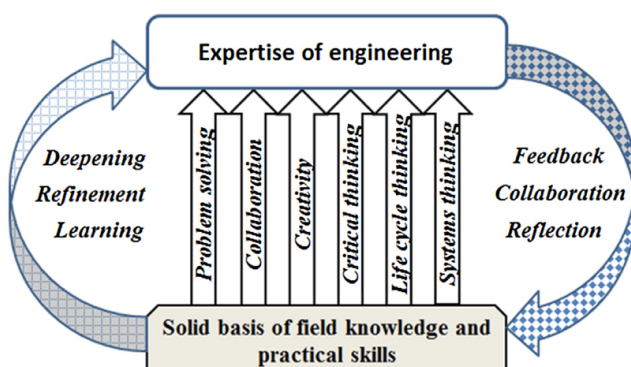 Expertise of engineering
Deepening
Refinement
Learning
Problem solving
Collaboration
Creativity
Critical thinking
Life cycle thinking
Systems thinking
Feedback
Collaboration
Reflection
Solid basis of field knowledge and
practical skills